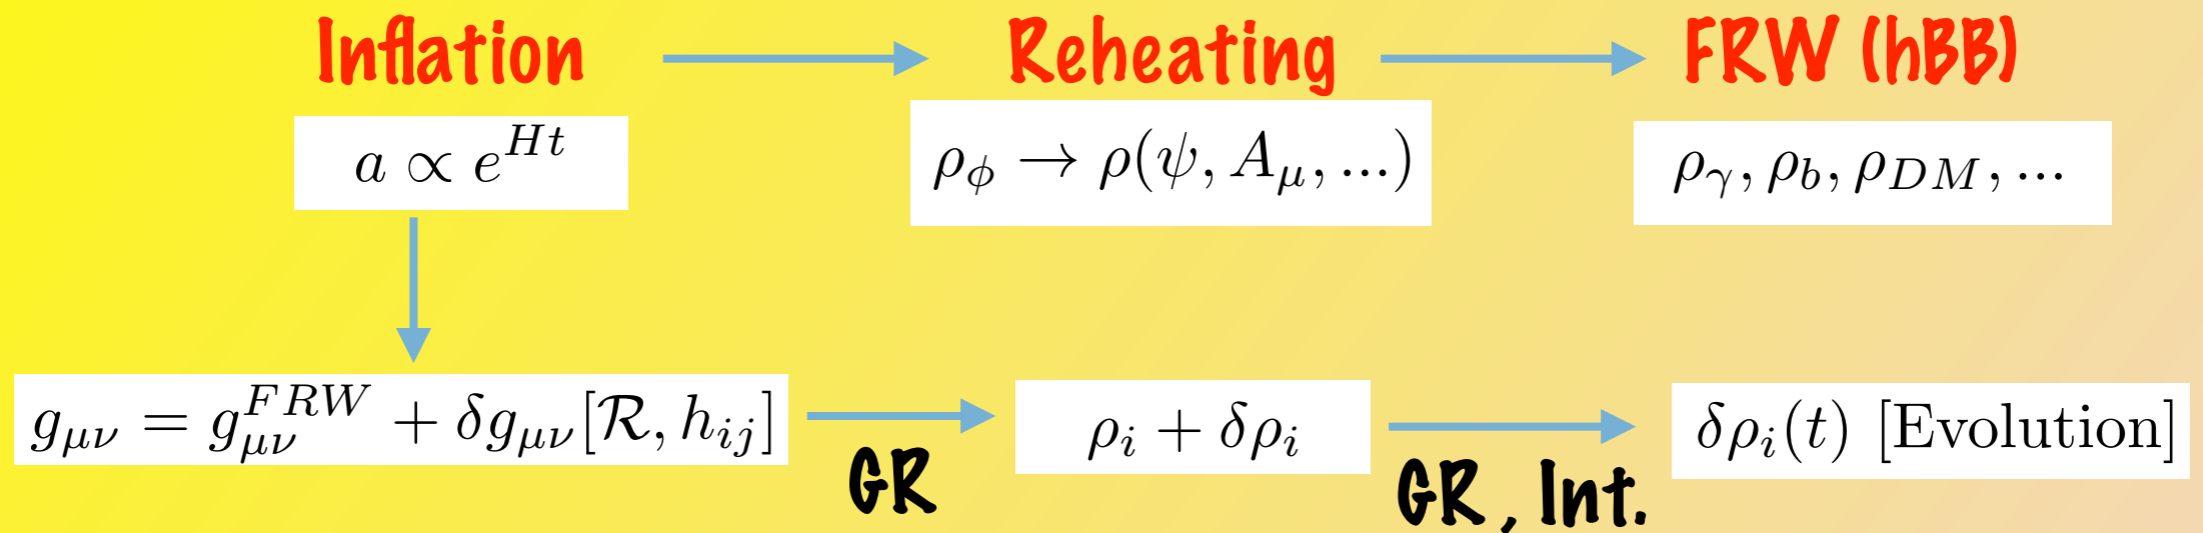 Inflation Reheating FRW (hBB)
a ∝ e^{Ht} ρ_ϕ → ρ(ψ, A_μ, ...) ρ_γ, ρ_b, ρ_{DM}, ...
g_{μν} = g_{μν}^{FRW} + δg_{μν}[ℛ, h_{ij}] ρ_i + δρ_i δρ_i(t) [Evolution]
GR GR , Int.